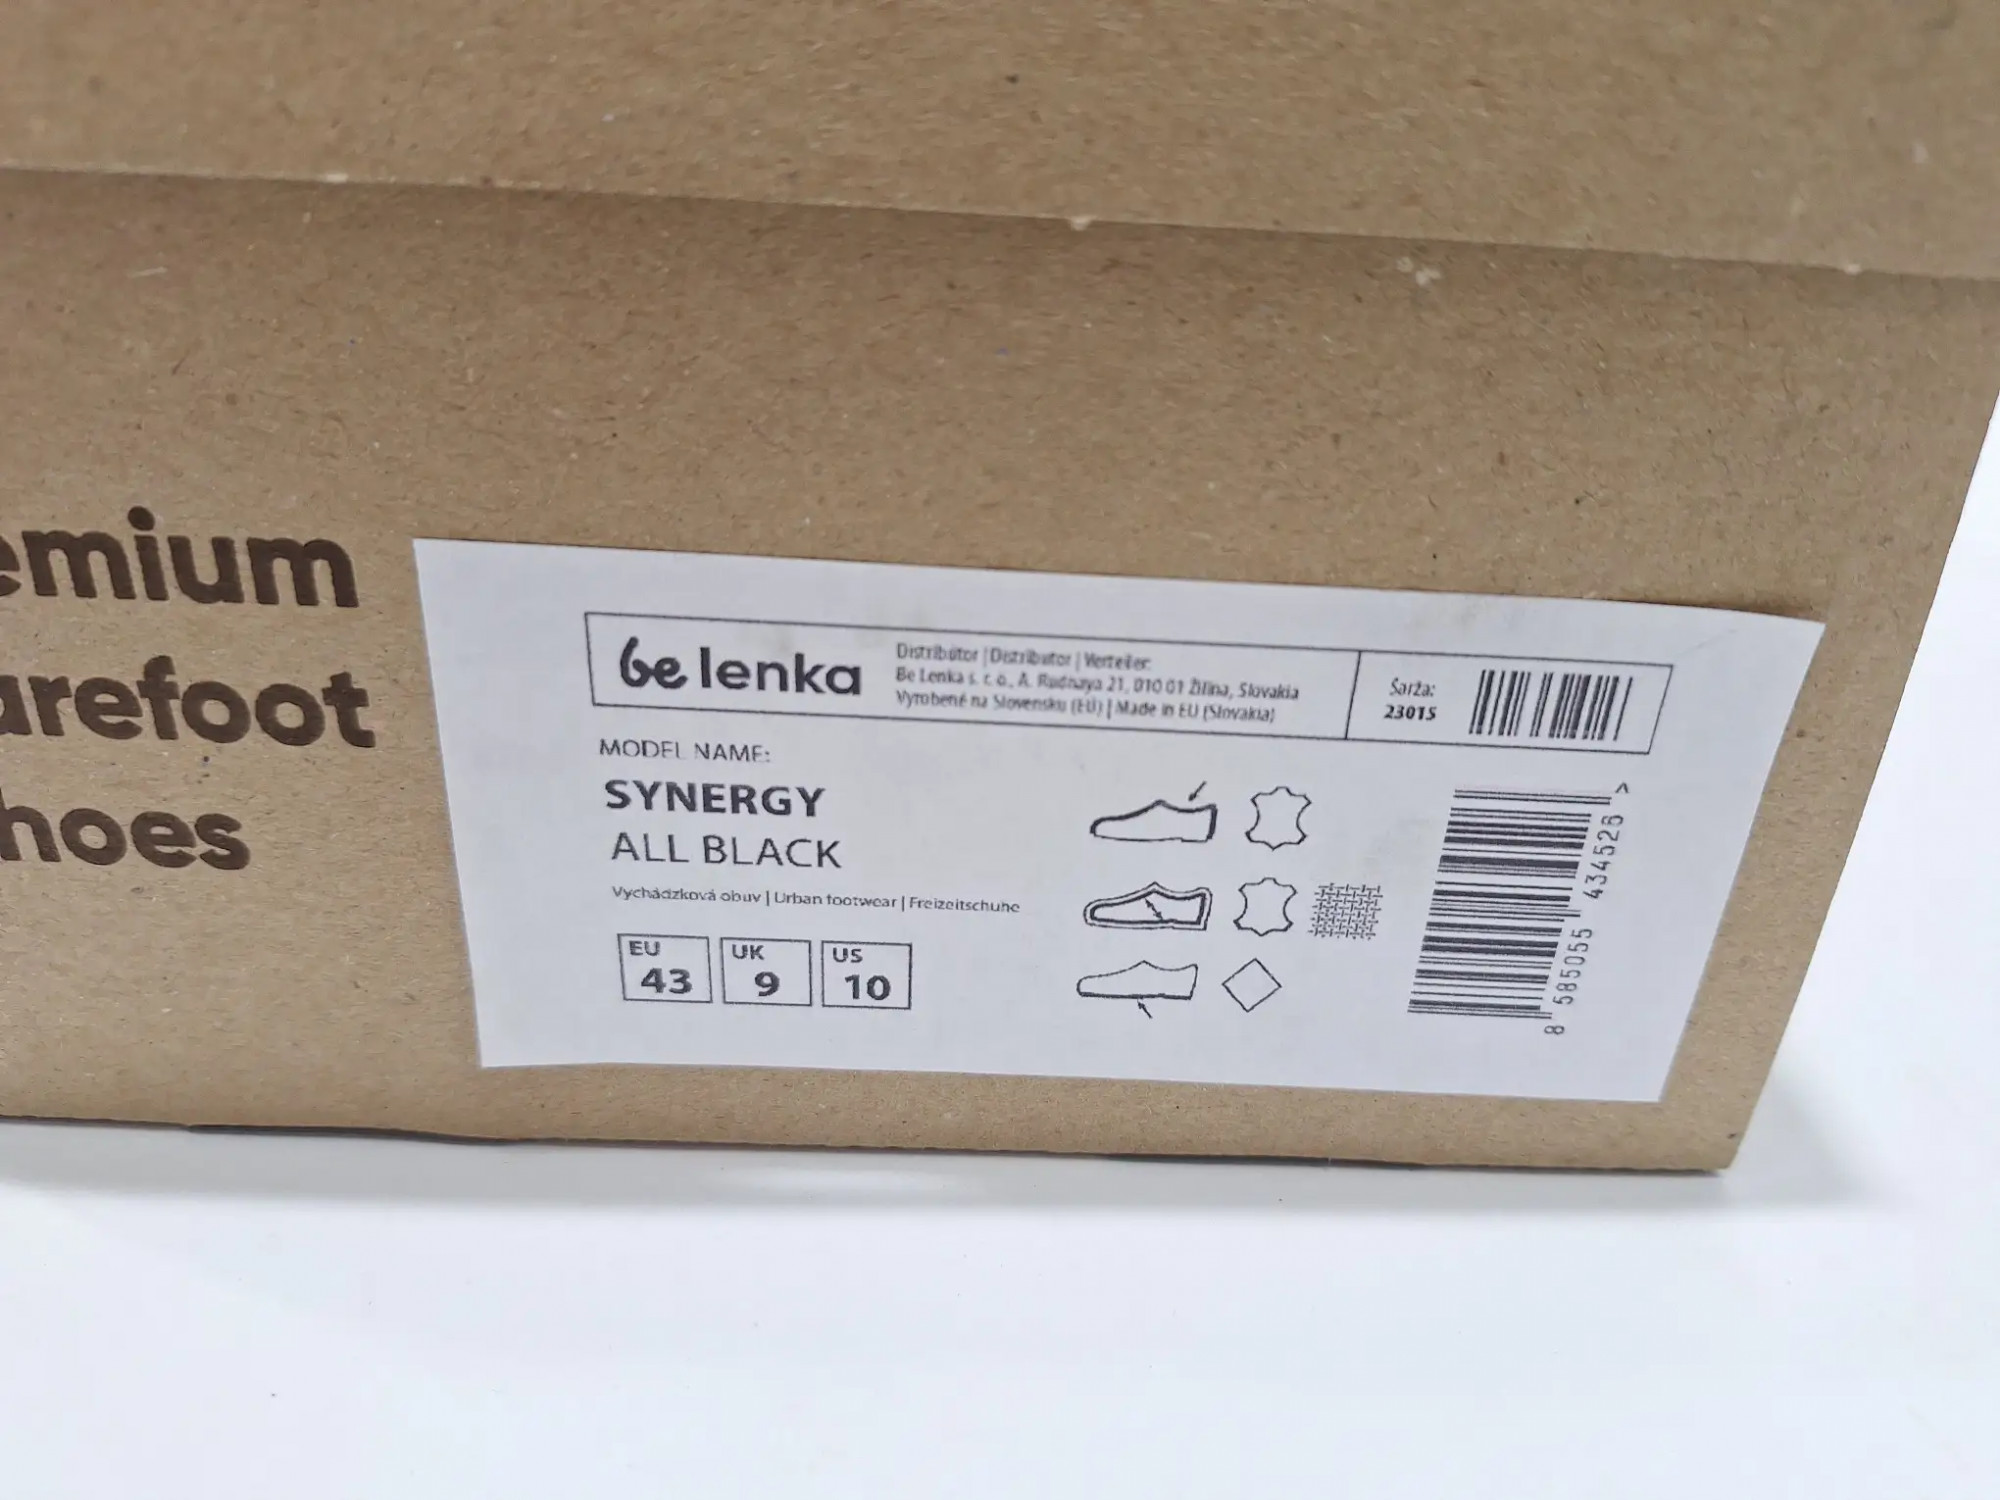 emium
arefoot
hoes
be lenka
Distribútor | Distributor | Verteiler:
Be Lenka s. r. o., A. Rudnaya 21, 010 01 Žilina, Slovakia
Vyrobené na Slovensku (EÚ) | Made in EU (Slovakia)
Šarža:
23015
MODEL NAME:
SYNERGY
ALL BLACK
Vychádzková obuv | Urban footwear | Freizeitschuhe
EU
43
UK
9
US
10
8 585055 434526 >